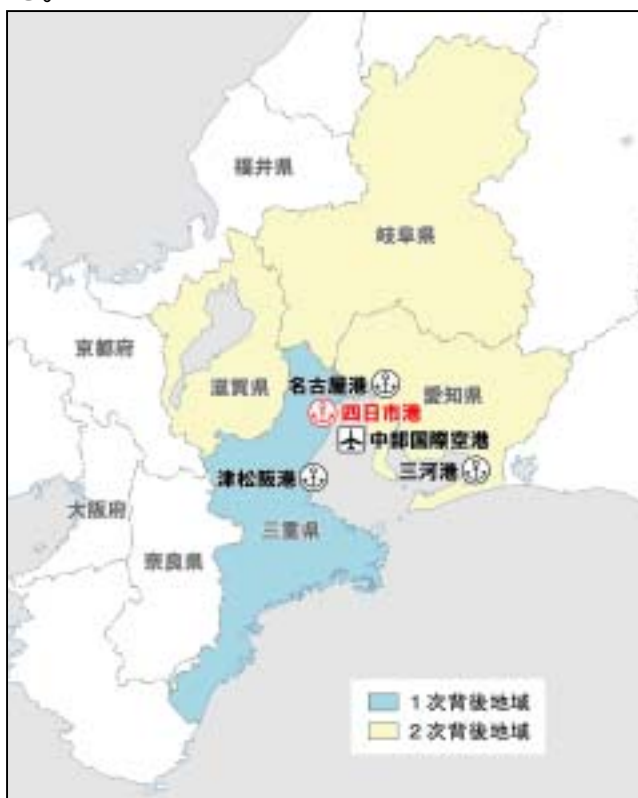 る。
福井県
岐阜県
京都府
滋賀県
名古屋港
愛知県
四日市港
中部国際空港
三河港
津松阪港
大阪府
三重県
奈良県
1次背後地域
2次背後地域